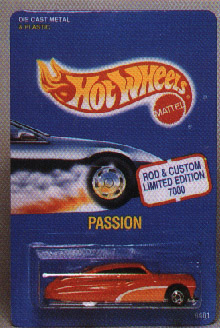 DIE CAST METAL
& PLASTIC
Hot Wheels
MATTEL
ROD & CUSTOM
LIMITED EDITION
7000
PASSION